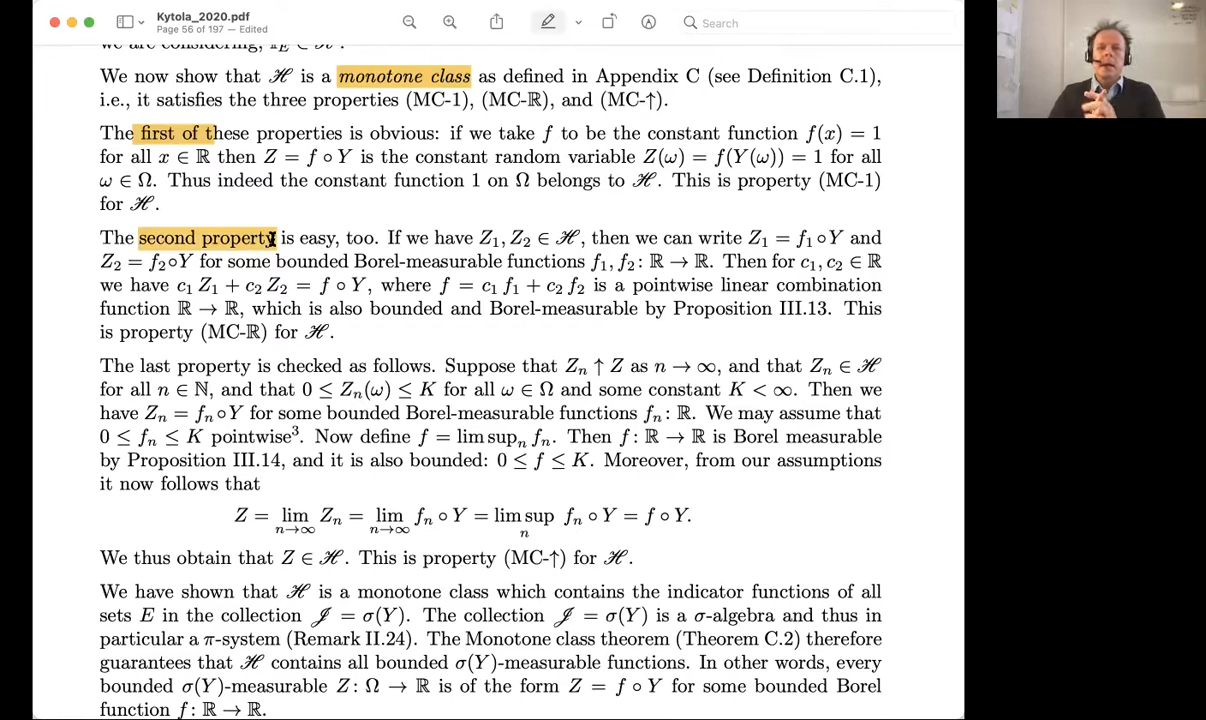 Kytola_2020.pdf
Page 56 of 197 – Edited
Search
we are considering, 𝟙_E ∈ ℋ.
We now show that ℋ is a monotone class as defined in Appendix C (see Definition C.1),
i.e., it satisfies the three properties (MC-1), (MC-ℝ), and (MC-↑).
The first of these properties is obvious: if we take f to be the constant function f(x) = 1
for all x ∈ ℝ then Z = f ∘ Y is the constant random variable Z(ω) = f(Y(ω)) = 1 for all
ω ∈ Ω. Thus indeed the constant function 1 on Ω belongs to ℋ. This is property (MC-1)
for ℋ.
The second property is easy, too. If we have Z₁, Z₂ ∈ ℋ, then we can write Z₁ = f₁∘Y and
Z₂ = f₂∘Y for some bounded Borel-measurable functions f₁, f₂: ℝ → ℝ. Then for c₁, c₂ ∈ ℝ
we have c₁ Z₁ + c₂ Z₂ = f ∘ Y, where f = c₁ f₁ + c₂ f₂ is a pointwise linear combination
function ℝ → ℝ, which is also bounded and Borel-measurable by Proposition III.13. This
is property (MC-ℝ) for ℋ.
The last property is checked as follows. Suppose that Zₙ ↑ Z as n → ∞, and that Zₙ ∈ ℋ
for all n ∈ ℕ, and that 0 ≤ Zₙ(ω) ≤ K for all ω ∈ Ω and some constant K < ∞. Then we
have Zₙ = fₙ∘Y for some bounded Borel-measurable functions fₙ: ℝ. We may assume that
0 ≤ fₙ ≤ K pointwise³. Now define f = lim supₙ fₙ. Then f: ℝ → ℝ is Borel measurable
by Proposition III.14, and it is also bounded: 0 ≤ f ≤ K. Moreover, from our assumptions
it now follows that
Z = lim Zₙ = lim fₙ ∘ Y = lim sup fₙ ∘ Y = f ∘ Y.
n→∞ n→∞ n
We thus obtain that Z ∈ ℋ. This is property (MC-↑) for ℋ.
We have shown that ℋ is a monotone class which contains the indicator functions of all
sets E in the collection 𝒥 = σ(Y). The collection 𝒥 = σ(Y) is a σ-algebra and thus in
particular a π-system (Remark II.24). The Monotone class theorem (Theorem C.2) therefore
guarantees that ℋ contains all bounded σ(Y)-measurable functions. In other words, every
bounded σ(Y)-measurable Z: Ω → ℝ is of the form Z = f ∘ Y for some bounded Borel
function f: ℝ → ℝ.